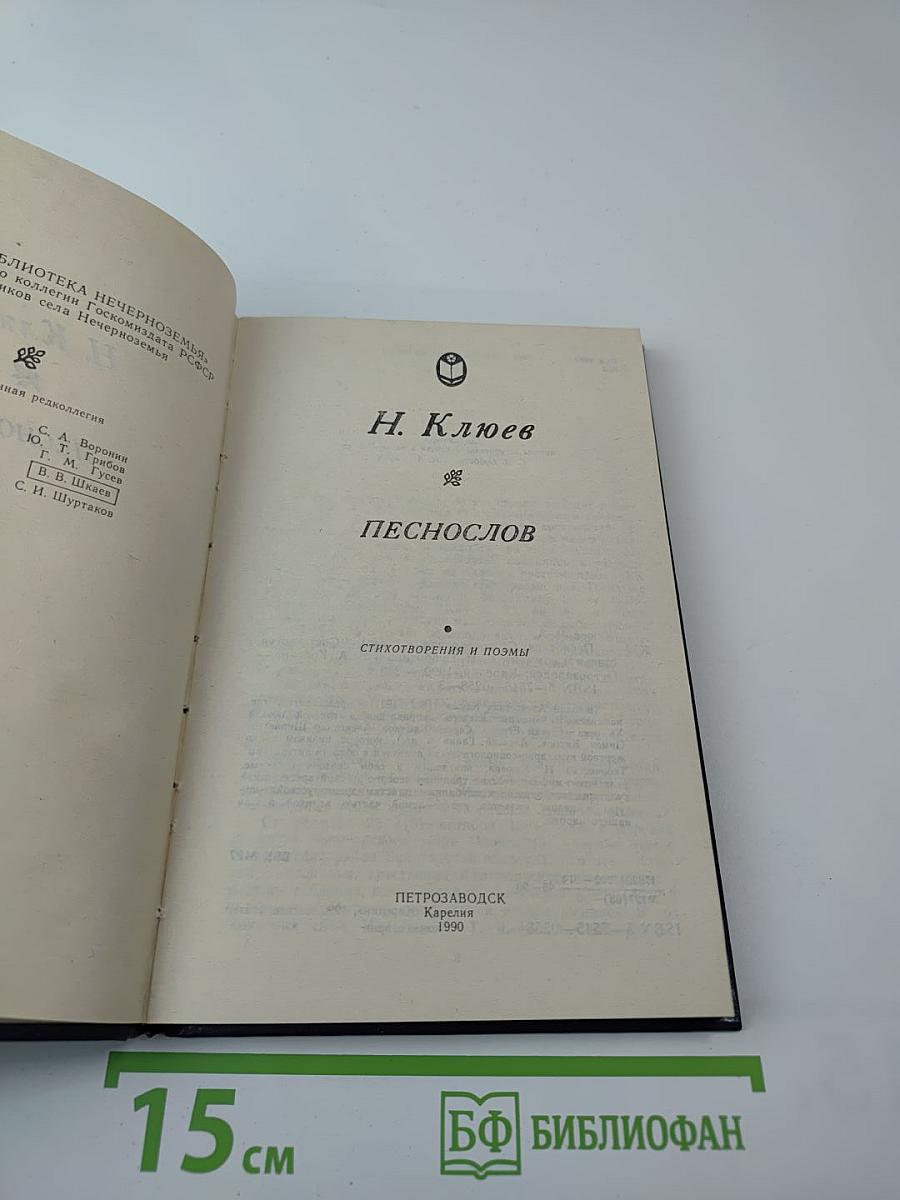 БЛИОТЕКА НЕЧЕРНОЗЕМЬЯ»
о коллегии Госкомиздата РСФСР
иков села Нечерноземья
нная редколлегия
С. А. Воронин
Ю. Т. Грибов
Г. М. Гусев
В. В. Шкаев
С. И. Шуртаков
Н. Клюев
ПЕСНОСЛОВ
СТИХОТВОРЕНИЯ И ПОЭМЫ
ПЕТРОЗАВОДСК
Карелия
1990
15 см
БФ БИБЛИОФАН